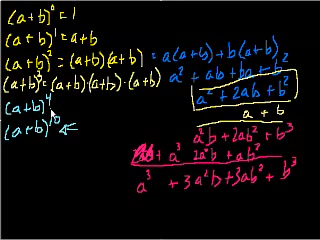 (a+b)⁰ = 1
(a+b)¹ = a+b
(a+b)² = (a+b)(a+b) = a(a+b)+b(a+b)
a² + ab + ba + b²
a² + 2ab + b²
(a+b)³ = (a+b)·(a+b)·(a+b)
a + b
(a+b)⁴
a²b + 2ab² + b³
+ a³ 2a²b + ab²
a³ + 3a²b + 3ab² + b³